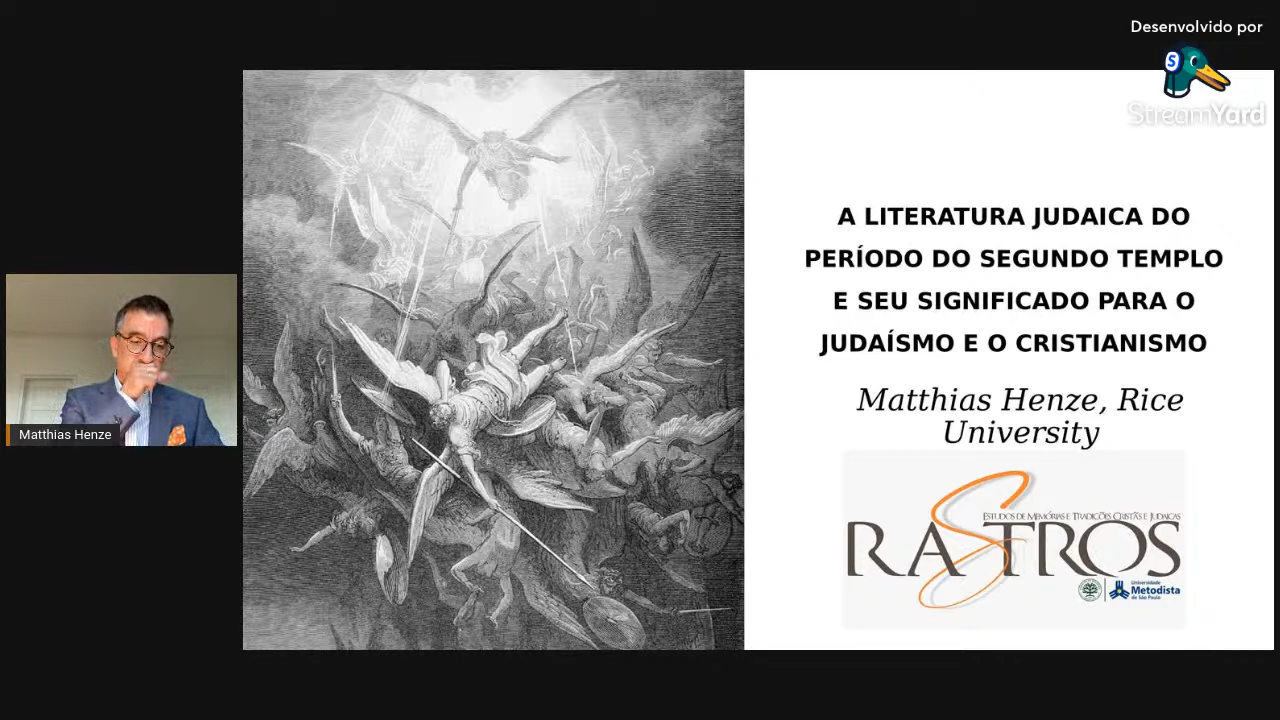 Desenvolvido por
StreamYard
A LITERATURA JUDAICA DO
PERÍODO DO SEGUNDO TEMPLO
E SEU SIGNIFICADO PARA O
JUDAÍSMO E O CRISTIANISMO
Matthias Henze, Rice
University
ESTUDOS DE MEMÓRIAS E TRADIÇÕES CRISTÃS E JUDAICAS
RASTROS
Universidade
Metodista
de São Paulo
Matthias Henze